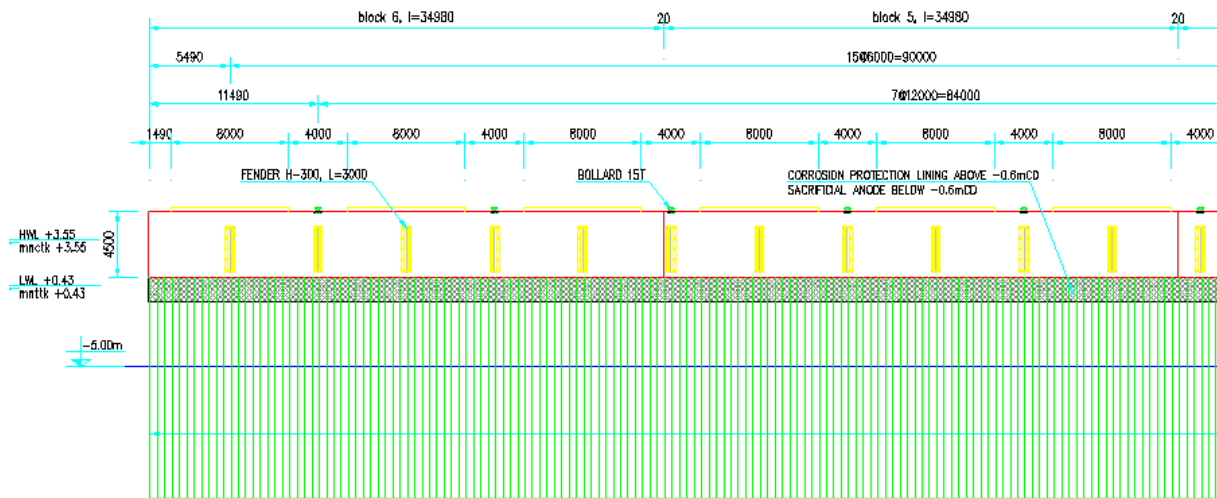 block 6, l=34980
20
block 5, l=34980
20
5490
15@6000=90000
11490
7@12000=84000
1490
8000
4000
8000
4000
8000
4000
8000
4000
8000
4000
8000
4000
FENDER H-300, L=3000
BOLLARD 15T
CORROSION PROTECTION LINING ABOVE -0.6mCD
SACRIFICIAL ANODE BELOW -0.6mCD
HWL +3.55
mnctk +3.55
4500
LWL +0.43
mnttk +0.43
-5.00m